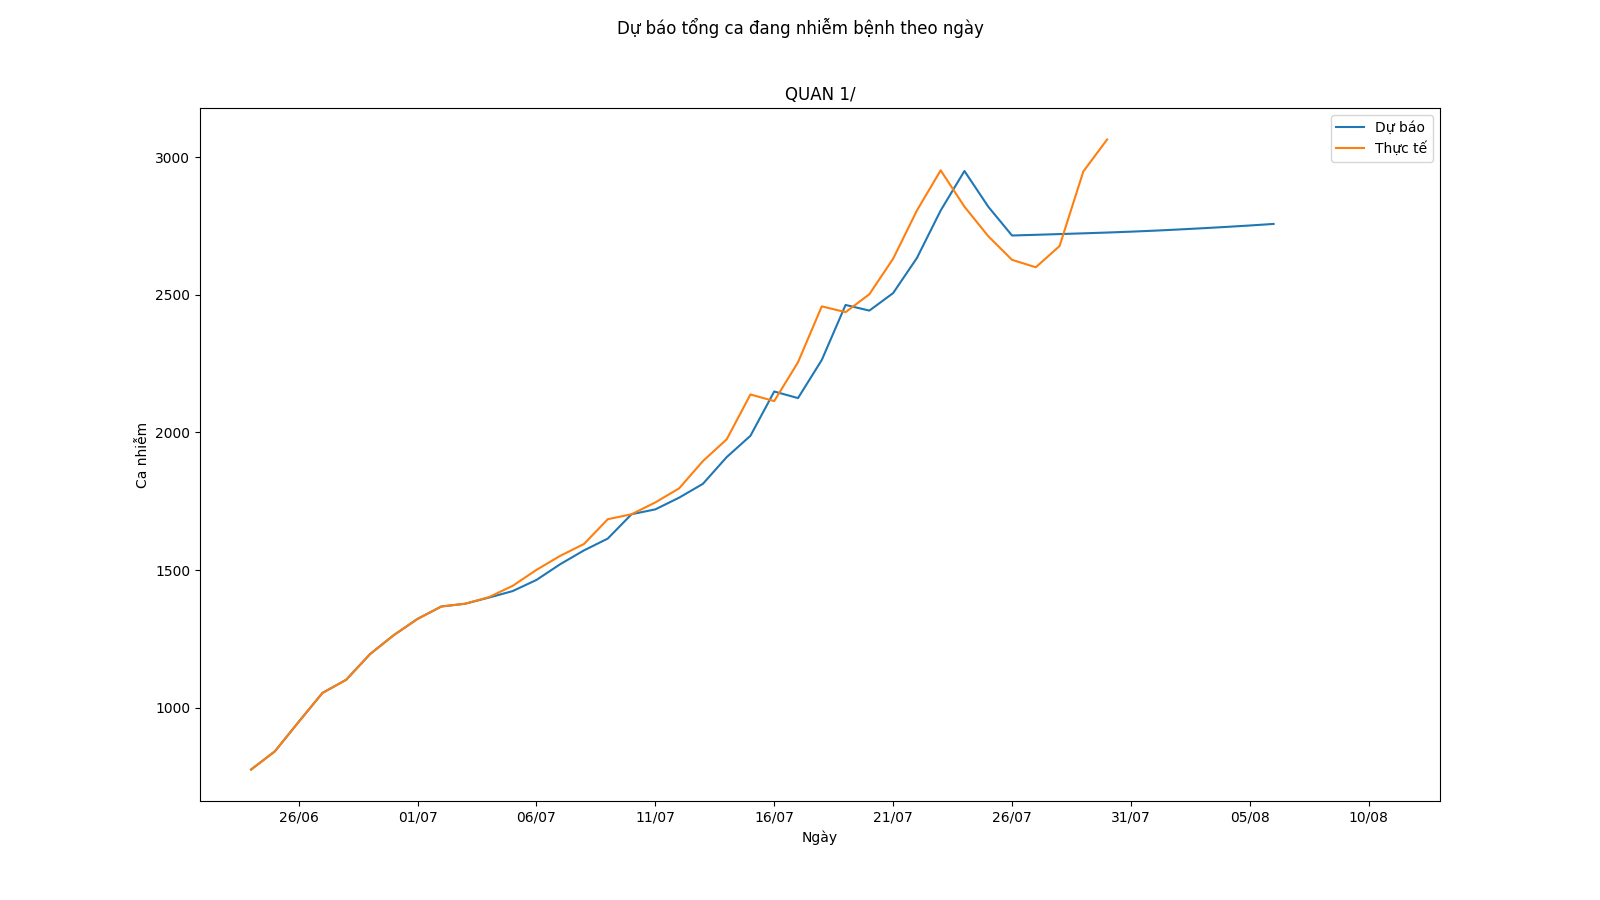 Dự báo tổng ca đang nhiễm bệnh theo ngày
QUAN 1/
Dự báo
Thực tế
3000
2500
2000
1500
1000
Ca nhiễm
26/06 01/07 06/07 11/07 16/07 21/07 26/07 31/07 05/08 10/08
Ngày